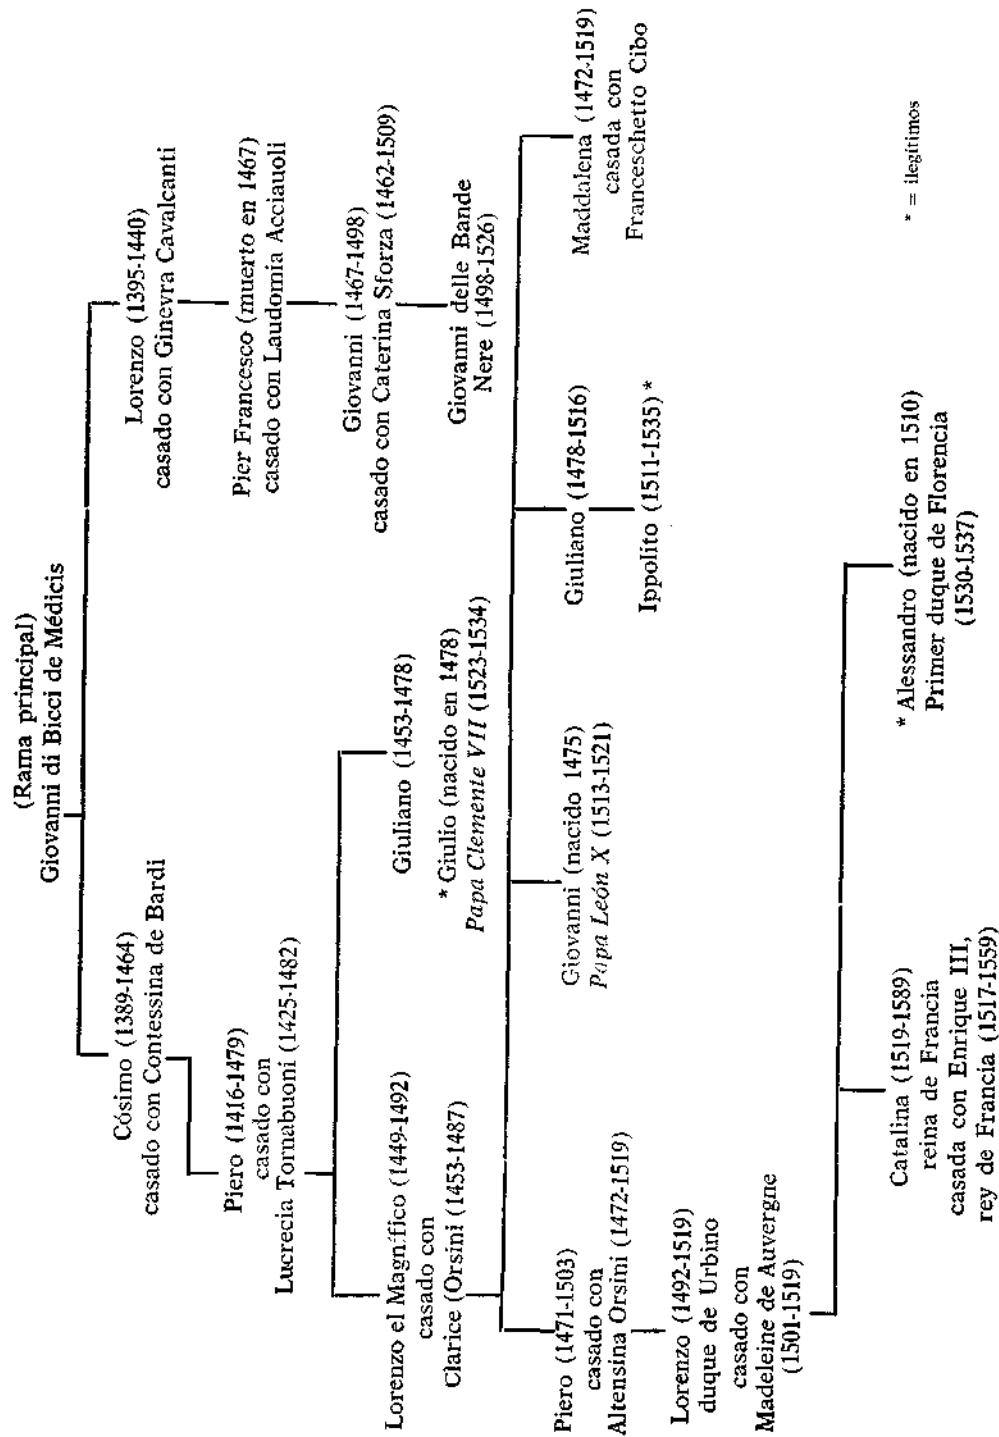 (Rama principal)
Giovanni di Bicci de Médicis
Cósimo (1389-1464)
casado con Contessina de Bardi
Lorenzo (1395-1440)
casado con Ginevra Cavalcanti
Piero (1416-1479)
casado con
Lucrecia Tornabuoni (1425-1482)
Pier Francesco (muerto en 1467)
casado con Laudomia Acciauoli
Giovanni (1467-1498)
casado con Caterina Sforza (1462-1509)
Giovanni delle Bande
Nere (1498-1526)
Lorenzo el Magnífico (1449-1492)
casado con
Clarice (Orsini (1453-1487)
Giuliano (1453-1478)
* Giulio (nacido en 1478)
Papa Clemente VII (1523-1534)
Piero (1471-1503)
casado con
Altensina Orsini (1472-1519)
Giovanni (nacido 1475)
Papa León X (1513-1521)
Giuliano (1478-1516)
Ippolito (1511-1535) *
Maddalena (1472-1519)
casada con
Franceschetto Cibo
Lorenzo (1492-1519)
duque de Urbino
casado con
Madeleine de Auvergne
(1501-1519)
Catalina (1519-1589)
reina de Francia
casada con Enrique III,
rey de Francia (1517-1559)
* Alessandro (nacido en 1510)
Primer duque de Florencia
(1530-1537)
* = ilegítimos